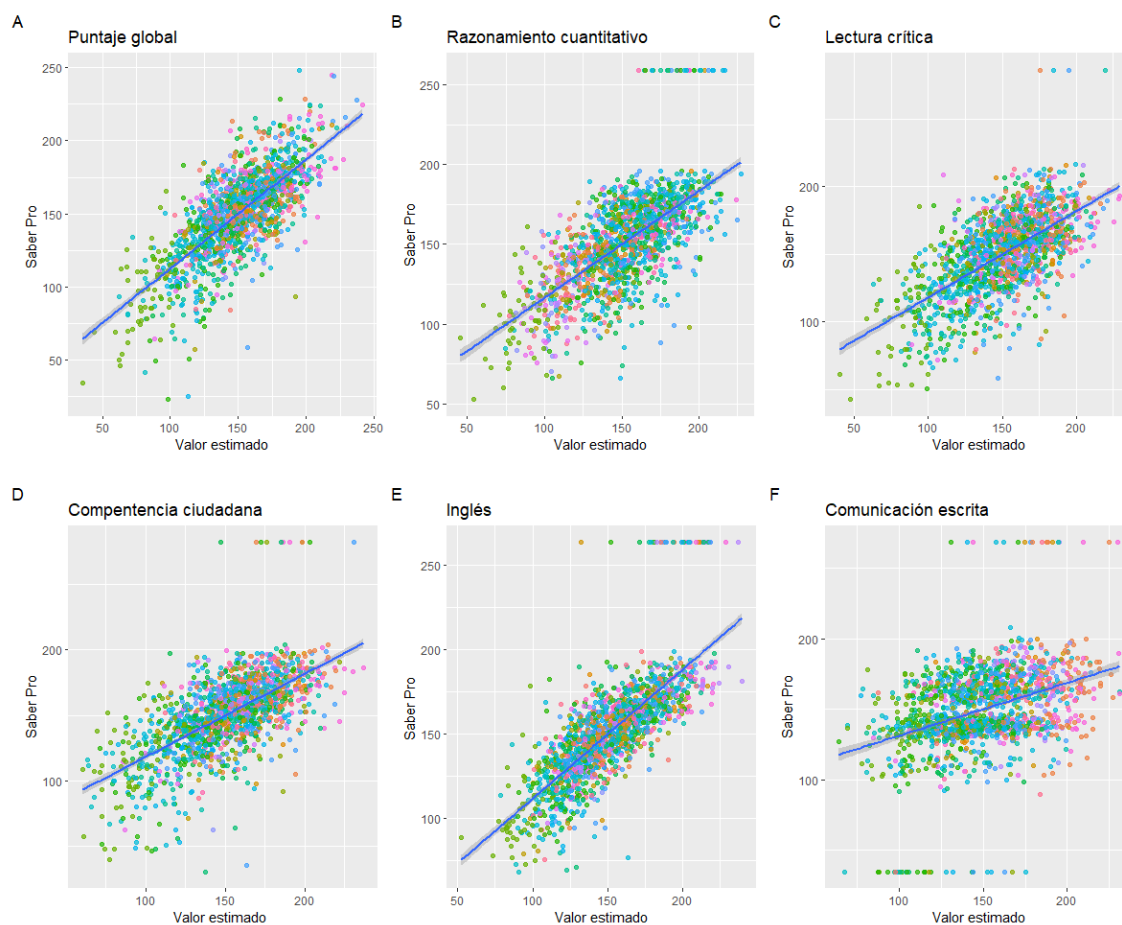 A
Puntaje global
250
200
150
100
50
Saber Pro
50
100
150
200
250
Valor estimado
B
Razonamiento cuantitativo
250
200
150
100
50
Saber Pro
50
100
150
200
Valor estimado
C
Lectura crítica
200
100
Saber Pro
50
100
150
200
Valor estimado
D
Compentencia ciudadana
200
100
Saber Pro
100
150
200
Valor estimado
E
Inglés
250
200
150
100
Saber Pro
50
100
150
200
Valor estimado
F
Comunicación escrita
200
100
Saber Pro
100
150
200
Valor estimado